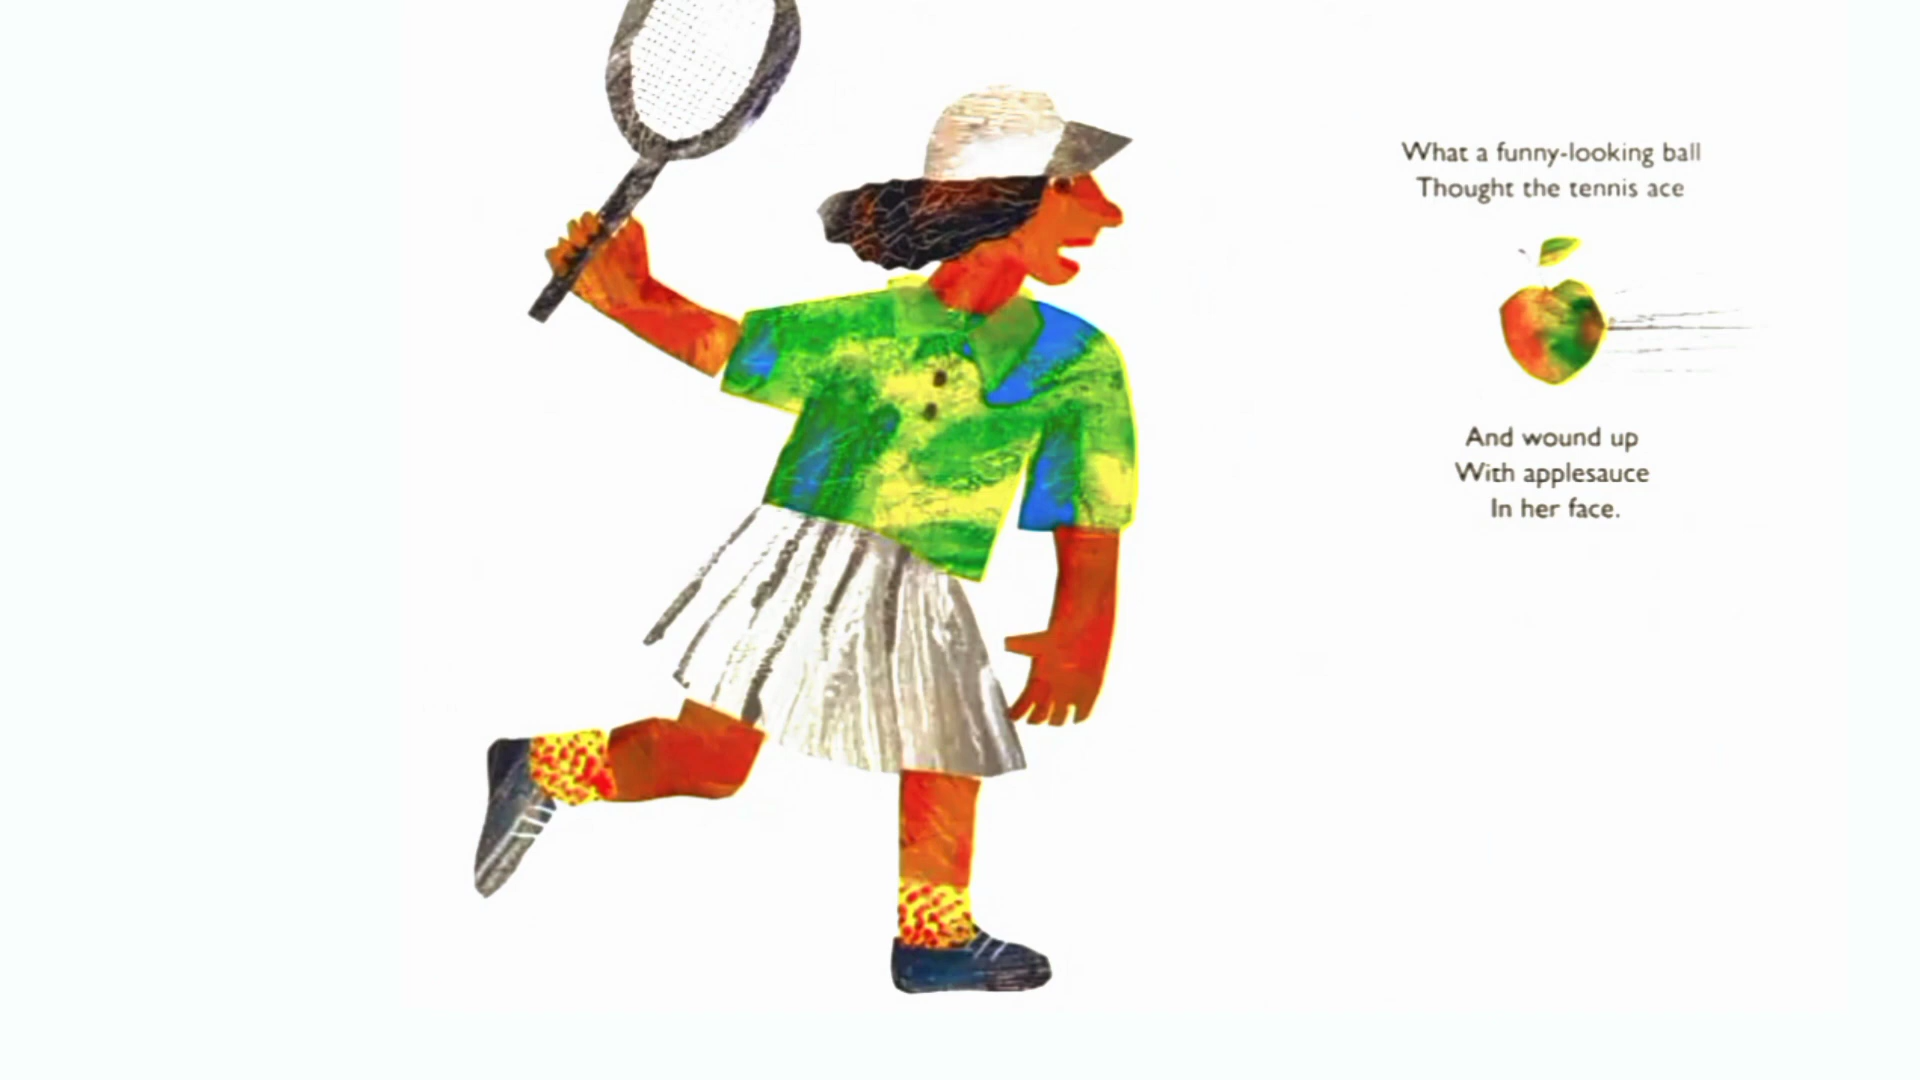 What a funny-looking ball
Thought the tennis ace
And wound up
With applesauce
In her face.